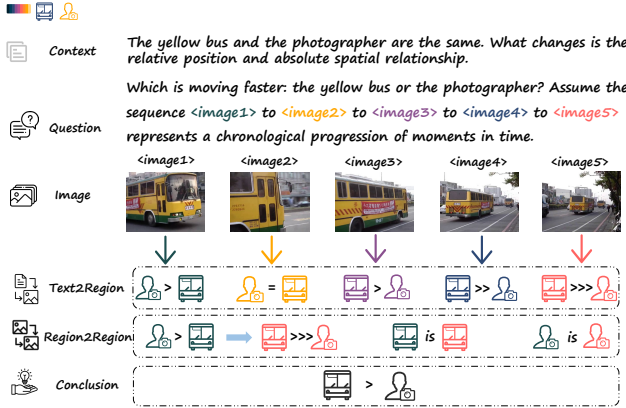 Context
The yellow bus and the photographer are the same. What changes is the
relative position and absolute spatial relationship.
Question
Which is moving faster: the yellow bus or the photographer? Assume the
sequence <image1> to <image2> to <image3> to <image4> to <image5>
represents a chronological progression of moments in time.
<image1> <image2> <image3> <image4> <image5>
Image
Text2Region
> = > >> >>>
Region2Region
> >>> is is
Conclusion
>